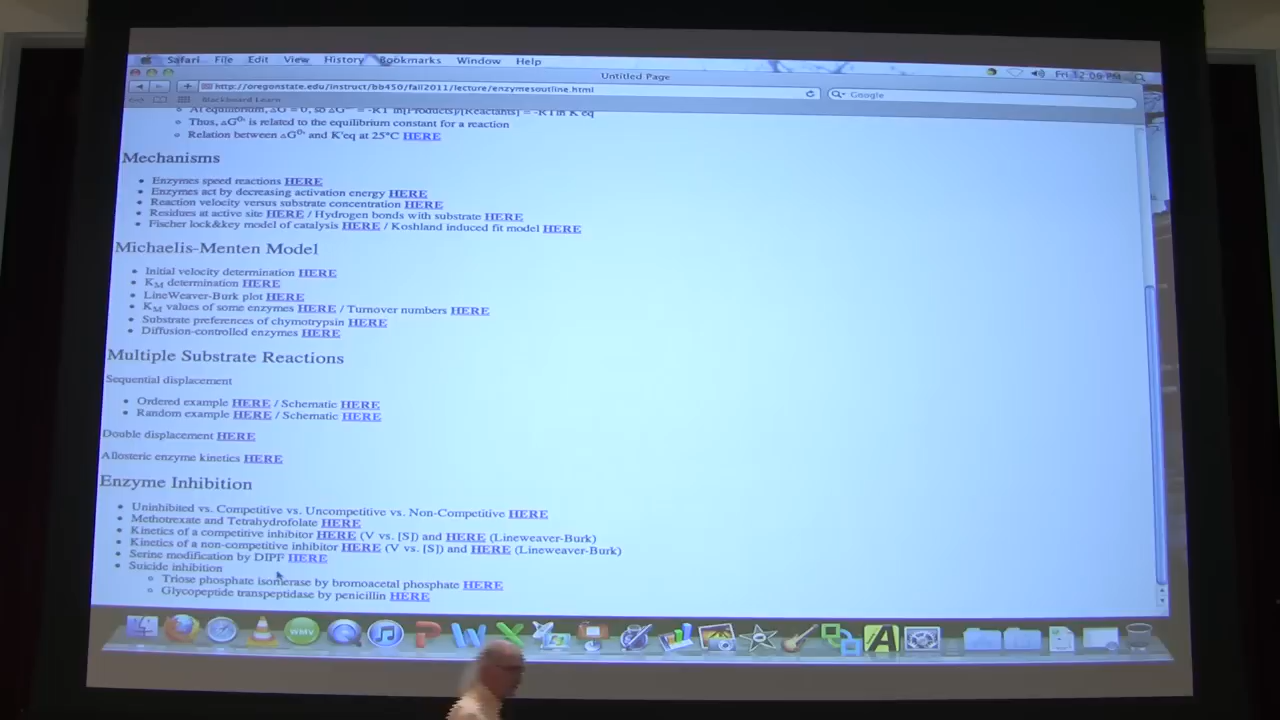 Safari File Edit View History Bookmarks Window Help
Fri 12:06 PM
Untitled Page
http://oregonstate.edu/instruct/bb450/fall2011/lecture/enzymesoutline.html
Google
Blackboard Learn
Thus, ΔG°' is related to the equilibrium constant for a reaction
Relation between ΔG°' and K'eq at 25°C HERE
Mechanisms
Enzymes speed reactions HERE
Enzymes act by decreasing activation energy HERE
Reaction velocity versus substrate concentration HERE
Residues at active site HERE / Hydrogen bonds with substrate HERE
Fischer lock&key model of catalysis HERE / Koshland induced fit model HERE
Michaelis-Menten Model
Initial velocity determination HERE
KM determination HERE
LineWeaver-Burk plot HERE
KM values of some enzymes HERE / Turnover numbers HERE
Substrate preferences of chymotrypsin HERE
Diffusion-controlled enzymes HERE
Multiple Substrate Reactions
Sequential displacement
Ordered example HERE / Schematic HERE
Random example HERE / Schematic HERE
Double displacement HERE
Allosteric enzyme kinetics HERE
Enzyme Inhibition
Uninhibited vs. Competitive vs. Uncompetitive vs. Non-Competitive HERE
Methotrexate and Tetrahydrofolate HERE
Kinetics of a competitive inhibitor HERE (V vs. [S]) and HERE (Lineweaver-Burk)
Kinetics of a non-competitive inhibitor HERE (V vs. [S]) and HERE (Lineweaver-Burk)
Serine modification by DIPF HERE
Suicide inhibition
Triose phosphate isomerase by bromoacetal phosphate HERE
Glycopeptide transpeptidase by penicillin HERE